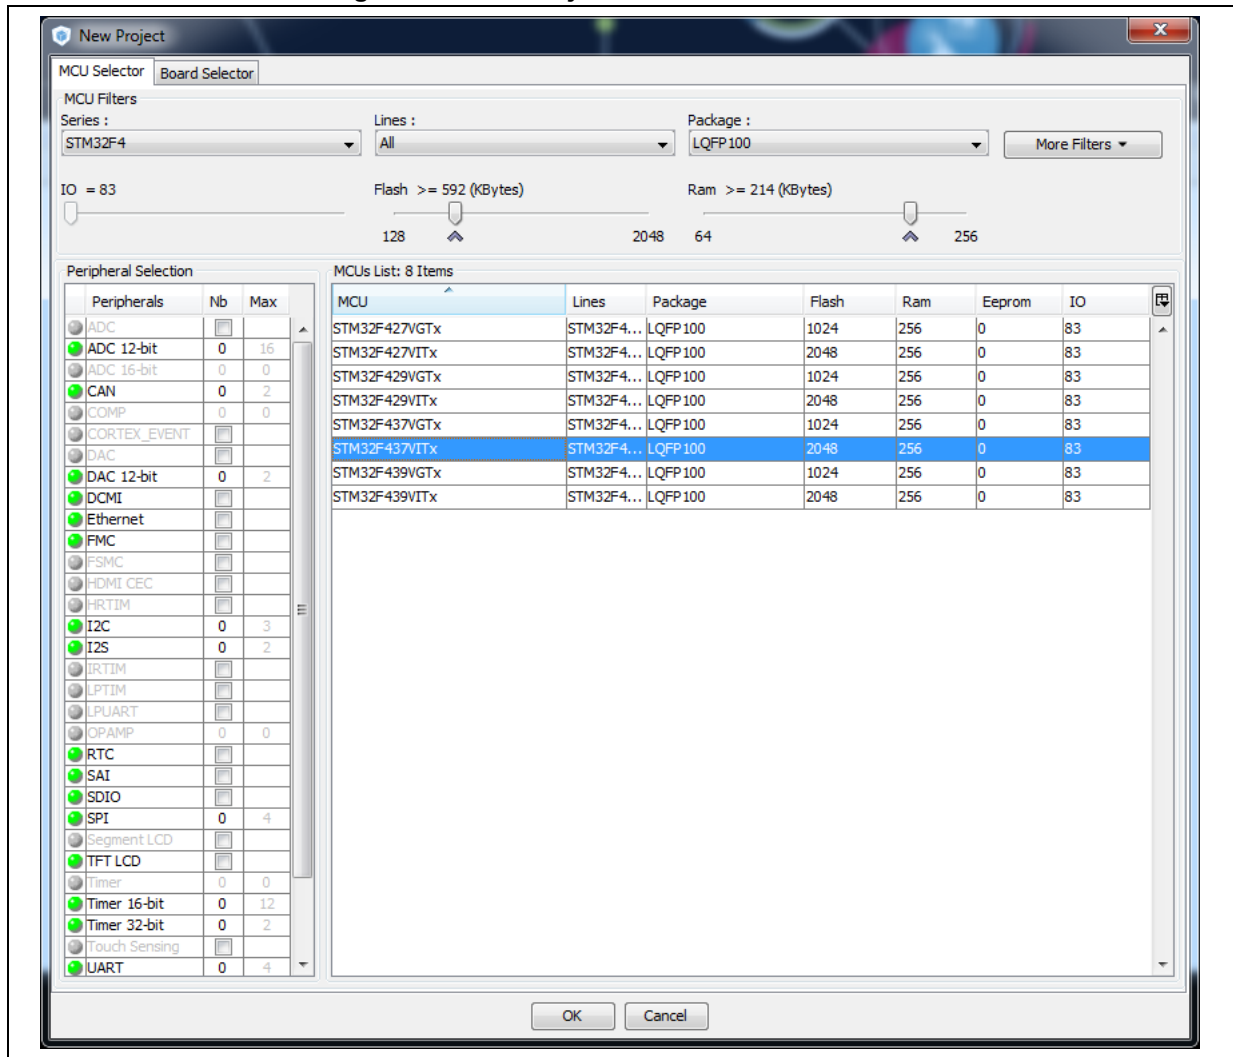 New Project
MCU Selector Board Selector
MCU Filters
Series : Lines : Package :
STM32F4 All LQFP100 More Filters
IO = 83 Flash >= 592 (KBytes) Ram >= 214 (KBytes)
128 2048 64 256
Peripheral Selection MCUs List: 8 Items
Peripherals Nb Max MCU Lines Package Flash Ram Eeprom IO
ADC
ADC 12-bit 0 16
ADC 16-bit 0 0
CAN 0 2
COMP 0 0
CORTEX_EVENT
DAC
DAC 12-bit 0 2
DCMI
Ethernet
FMC
FSMC
HDMI CEC
HRTIM
I2C 0 3
I2S 0 2
IRTIM
LPTIM
LPUART
OPAMP 0 0
RTC
SAI
SDIO
SPI 0 4
Segment LCD
TFT LCD
Timer 0 0
Timer 16-bit 0 12
Timer 32-bit 0 2
Touch Sensing
UART 0 4
STM32F427VGTx STM32F4... LQFP100 1024 256 0 83
STM32F427VITx STM32F4... LQFP100 2048 256 0 83
STM32F429VGTx STM32F4... LQFP100 1024 256 0 83
STM32F429VITx STM32F4... LQFP100 2048 256 0 83
STM32F437VGTx STM32F4... LQFP100 1024 256 0 83
STM32F437VITx STM32F4... LQFP100 2048 256 0 83
STM32F439VGTx STM32F4... LQFP100 1024 256 0 83
STM32F439VITx STM32F4... LQFP100 2048 256 0 83
OK Cancel